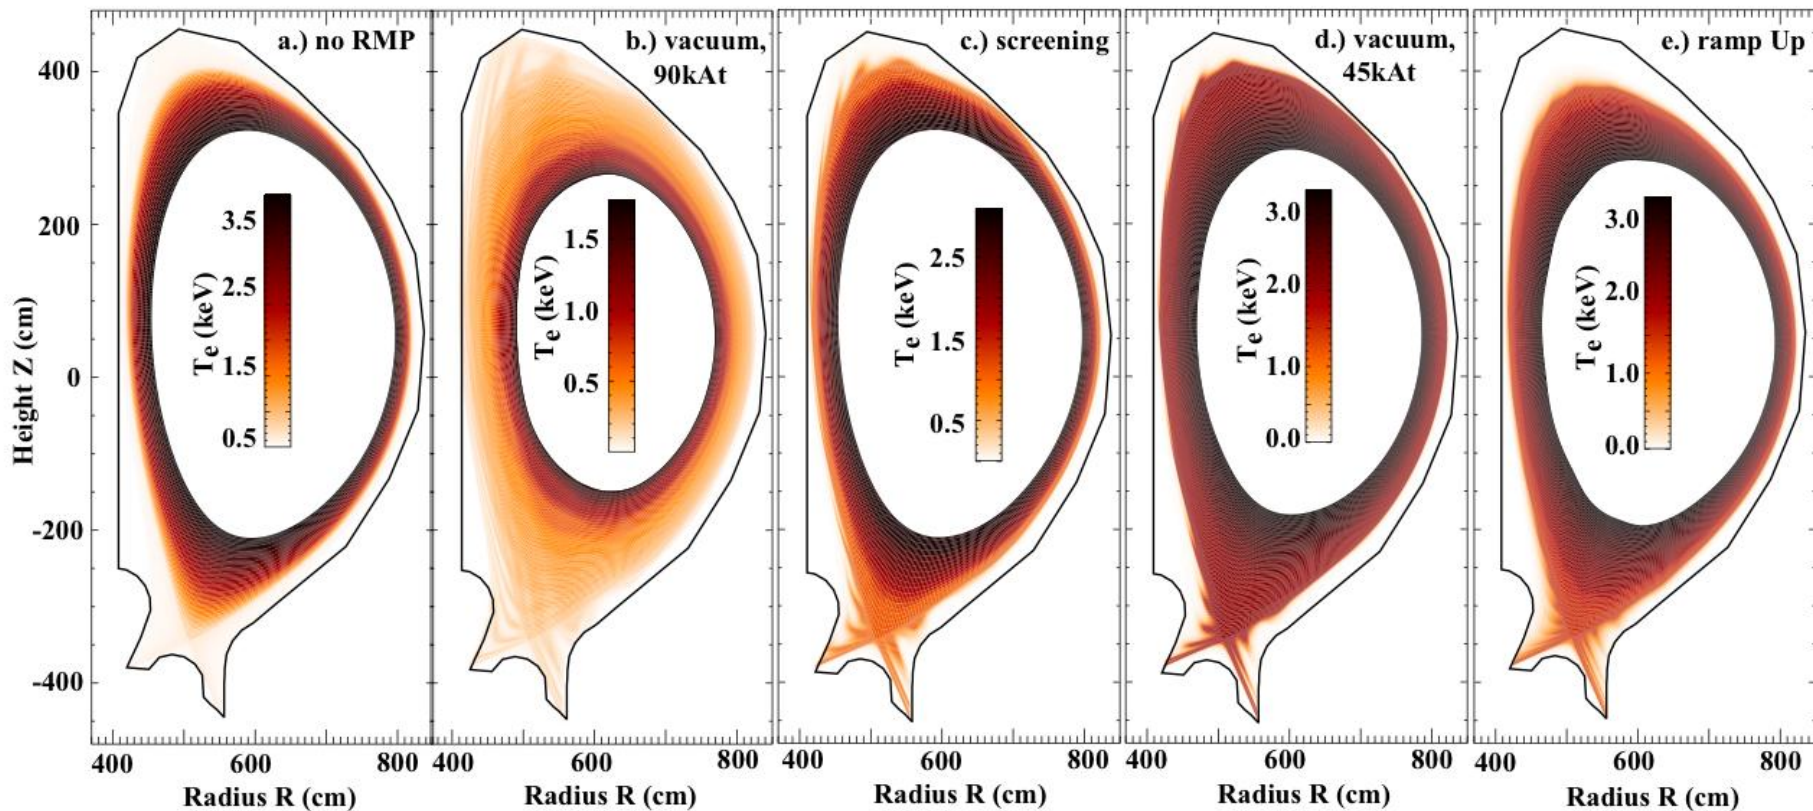 a.) no RMP
b.) vacuum,
90kAt
c.) screening
d.) vacuum,
45kAt
e.) ramp Up
Height Z (cm)
400
200
0
-200
-400
Te (keV)
3.5
2.5
1.5
0.5
Te (keV)
1.5
1.0
0.5
Te (keV)
2.5
1.5
0.5
Te (keV)
3.0
2.0
1.0
0.0
Te (keV)
3.0
2.0
1.0
0.0
400 600 800
400 600 800
400 600 800
400 600 800
400 600 800
Radius R (cm)
Radius R (cm)
Radius R (cm)
Radius R (cm)
Radius R (cm)